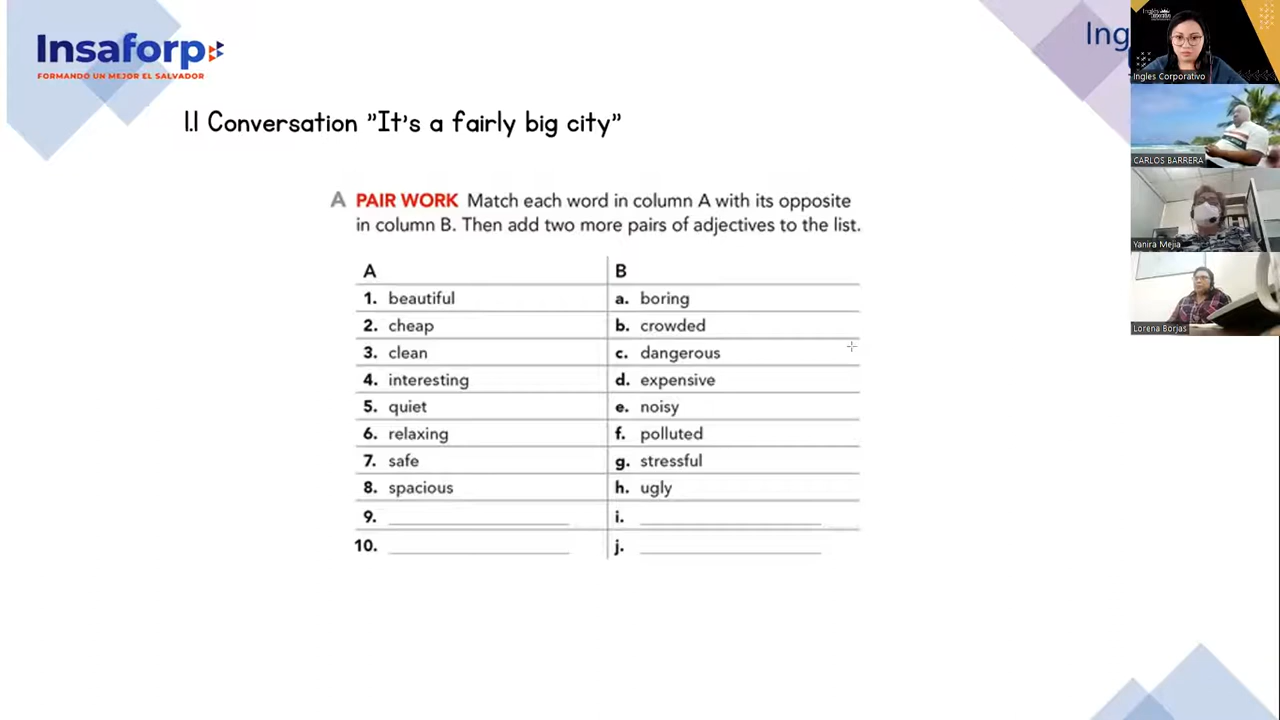 Insaforp
FORMANDO UN MEJOR EL SALVADOR
Ing
Ingles Corporativo
CARLOS BARRERA
Yanira Mejia
Lorena Borjas
1.1 Conversation "It's a fairly big city"
A PAIR WORK Match each word in column A with its opposite
in column B. Then add two more pairs of adjectives to the list.
A B
1. beautiful a. boring
2. cheap b. crowded
3. clean c. dangerous
4. interesting d. expensive
5. quiet e. noisy
6. relaxing f. polluted
7. safe g. stressful
8. spacious h. ugly
9. i.
10. j.